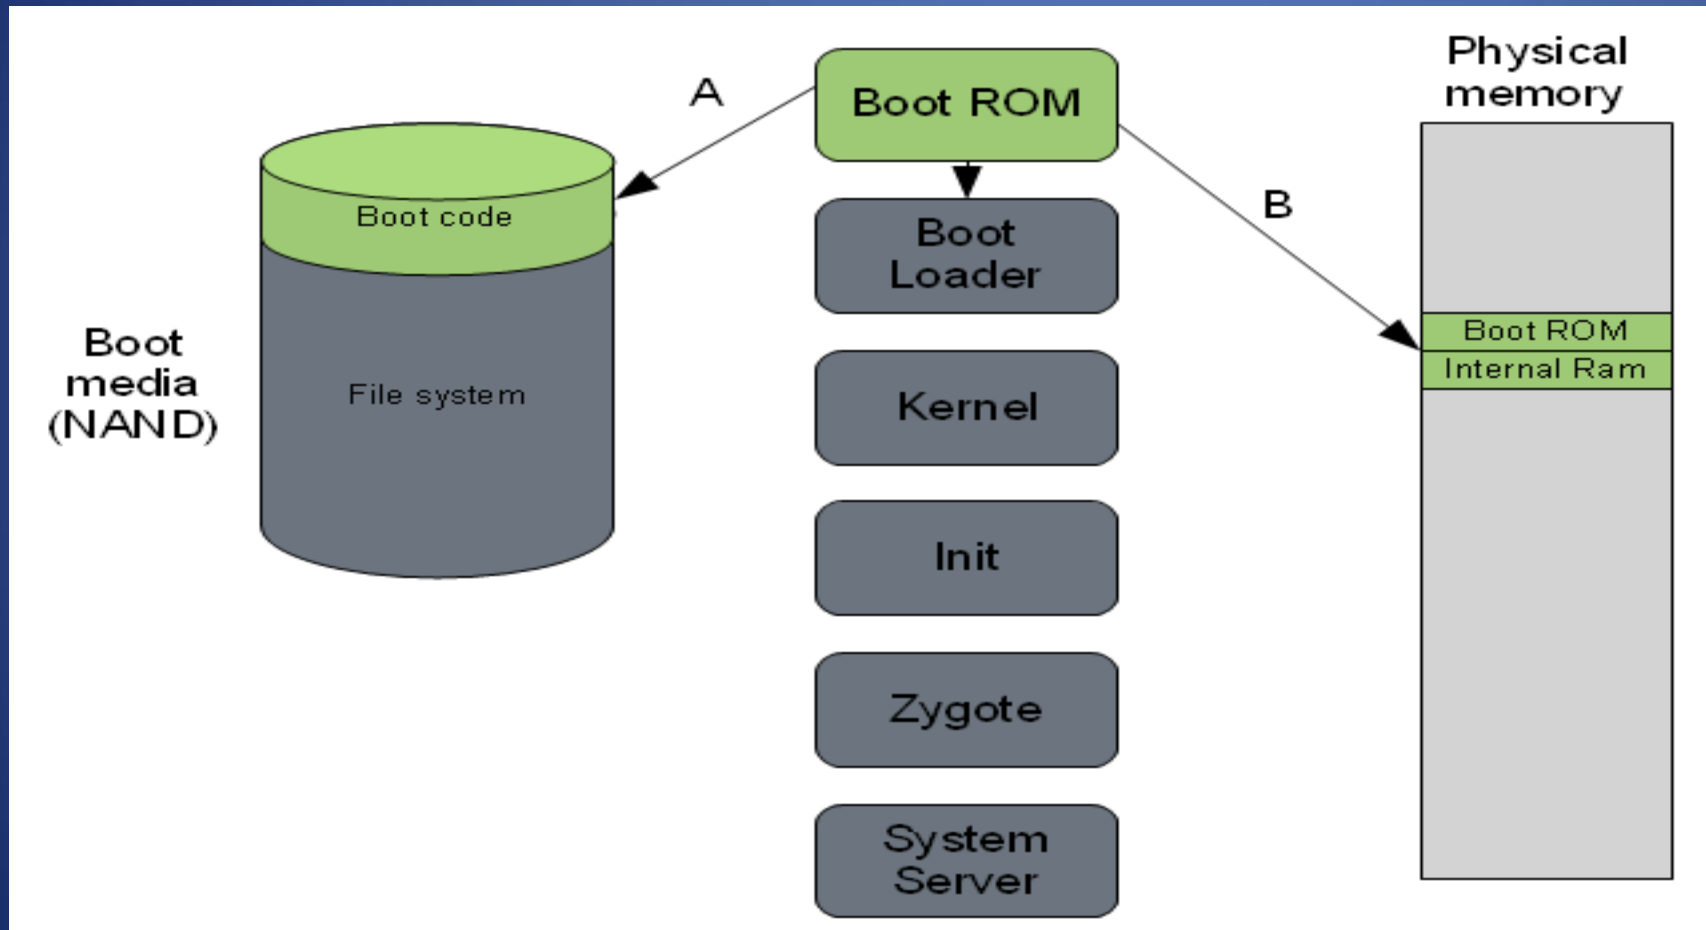 Boot
media
(NAND)
Boot code
File system
A
Boot ROM
Boot
Loader
Kernel
Init
Zygote
System
Server
B
Physical
memory
Boot ROM
Internal Ram